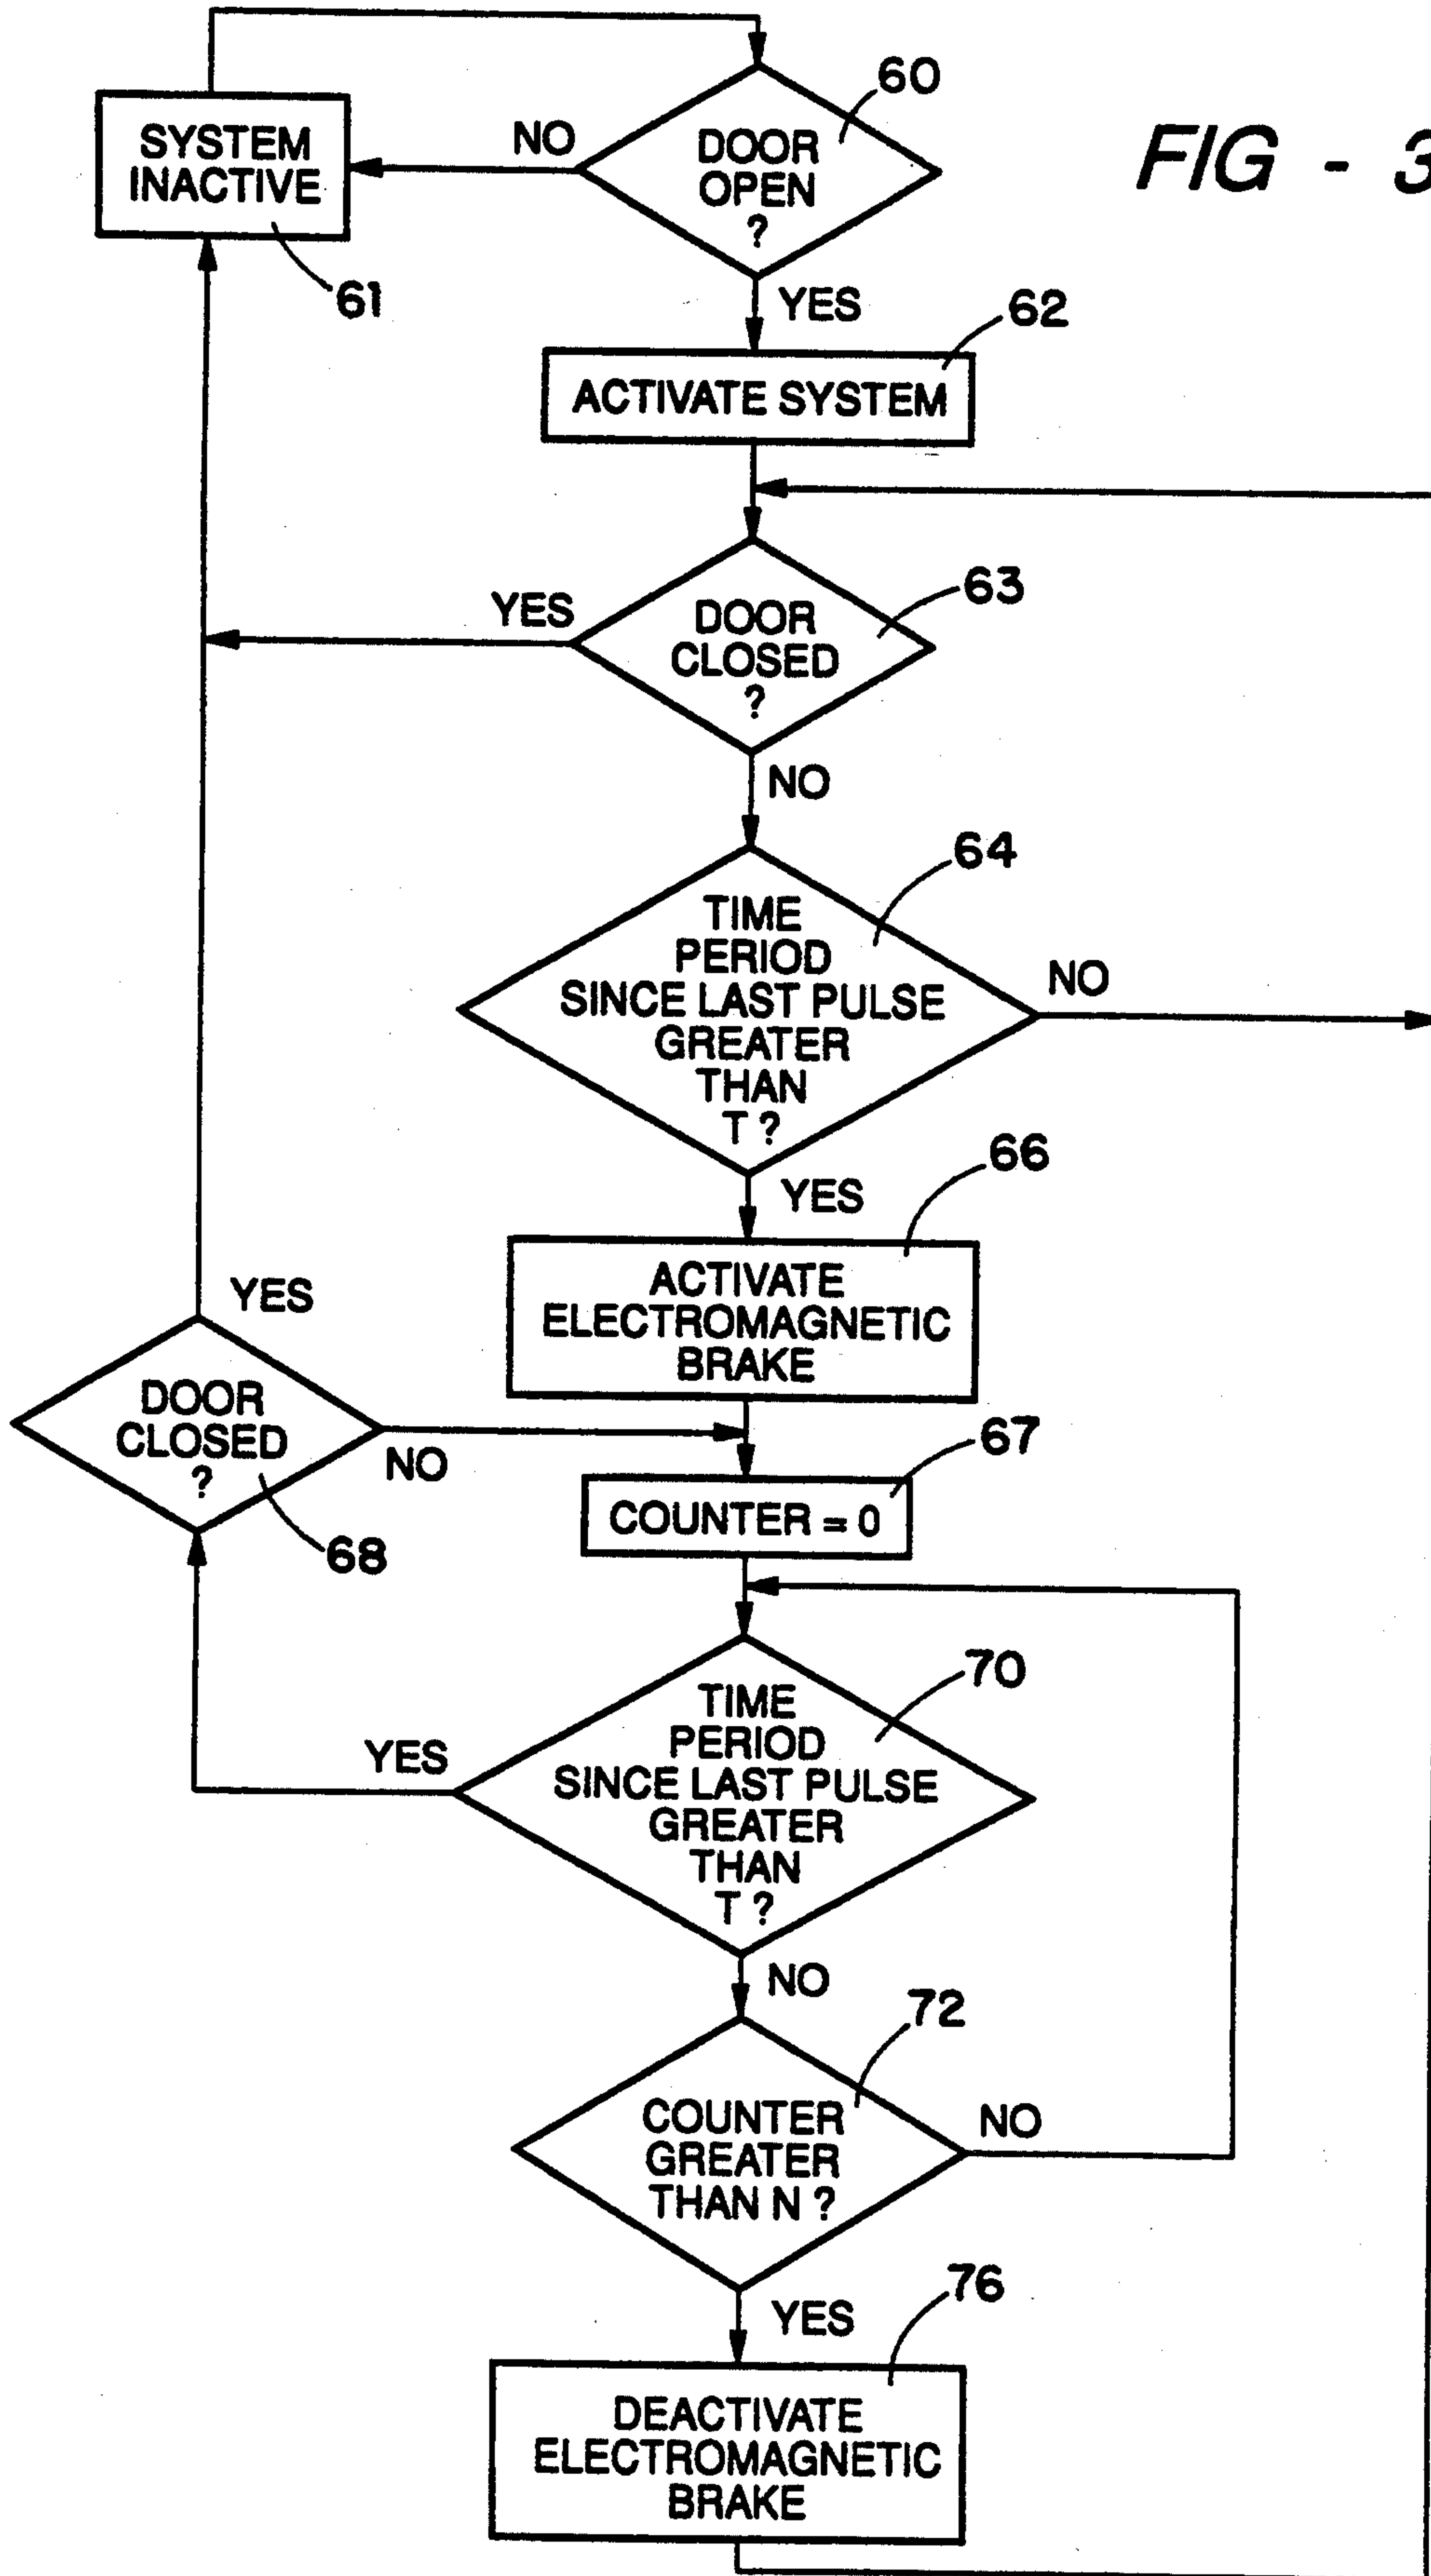 60
FIG - 3
SYSTEM
INACTIVE
NO
DOOR
OPEN
?
61
YES
62
ACTIVATE SYSTEM
63
YES
DOOR
CLOSED
?
NO
64
TIME
PERIOD
SINCE LAST PULSE
GREATER
THAN
T ?
NO
66
YES
ACTIVATE
ELECTROMAGNETIC
BRAKE
YES
DOOR
CLOSED
?
NO
67
COUNTER = 0
68
70
TIME
PERIOD
SINCE LAST PULSE
GREATER
THAN
T ?
YES
NO
72
COUNTER
GREATER
THAN N ?
NO
76
YES
DEACTIVATE
ELECTROMAGNETIC
BRAKE